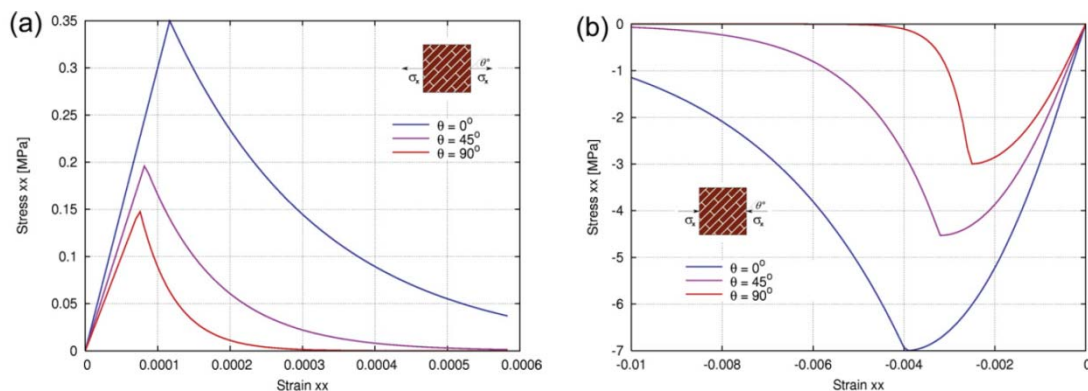 (a)
0.35
0.3
0.25
0.2
0.15
0.1
0.05
0
Stress xx [MPa]
θ°
σx σx
θ = 0°
θ = 45°
θ = 90°
0 0.0001 0.0002 0.0003 0.0004 0.0005 0.0006
Strain xx
(b)
0
-1
-2
-3
-4
-5
-6
-7
Stress xx [MPa]
θ°
σx σx
θ = 0°
θ = 45°
θ = 90°
-0.01 -0.008 -0.006 -0.004 -0.002 0
Strain xx